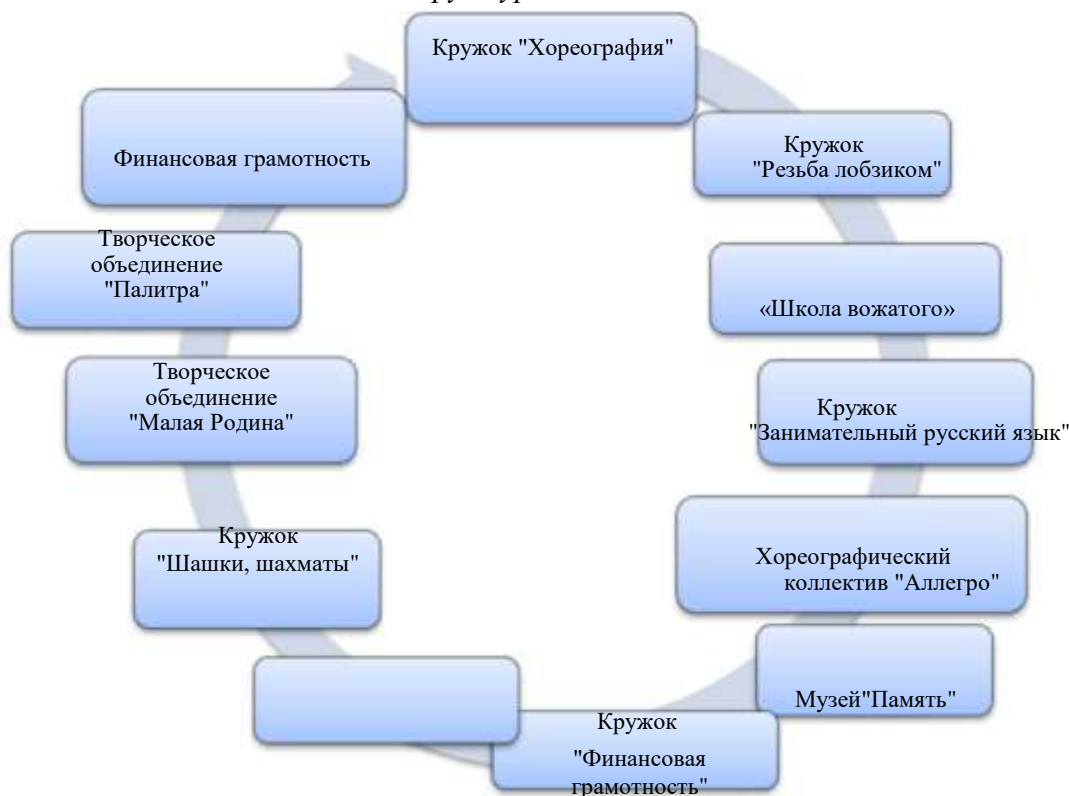 Кружок "Хореография"
Кружок
"Резьба лобзиком"
«Школа вожатого»
Кружок
"Занимательный русский язык"
Хореографический
коллектив "Аллегро"
Музей"Память"
Кружок
"Финансовая
грамотность"
Кружок
"Шашки, шахматы"
Творческое
объединение
"Малая Родина"
Творческое
объединение
"Палитра"
Финансовая грамотность